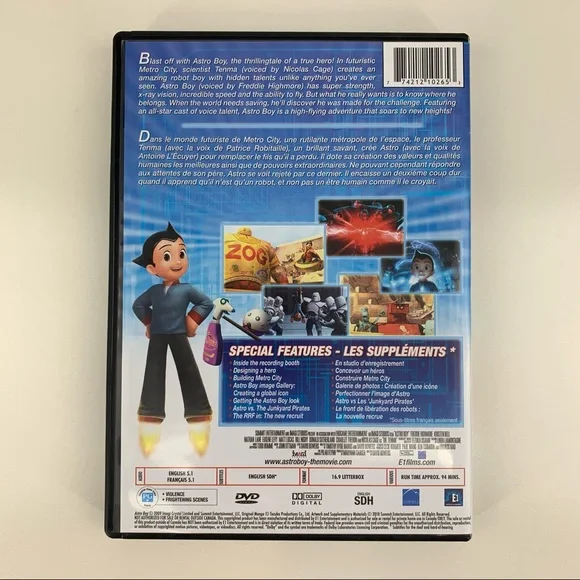 Blast off with Astro Boy, the thrillingtale of a true hero! In futuristic
Metro City, scientist Tenma (voiced by Nicolas Cage) creates an
amazing robot boy with hidden talents unlike anything you've ever
seen. Astro Boy (voiced by Freddie Highmore) has super strength,
x-ray vision, incredible speed and the ability to fly. But what he really wants is to know where he
belongs. When the world needs saving, he'll discover he was made for the challenge. Featuring
an all-star cast of voice talent, Astro Boy is a high-flying adventure that soars to new heights!
7 74212 10265 3
Dans le monde futuriste de Metro City, une rutilante métropole de l'espace, le professeur
Tenma (avec la voix de Patrice Robitaille), un brillant savant, crée Astro (avec la voix de
Antoine L'Écuyer) pour remplacer le fils qu'il a perdu. Il dote sa création des valeurs et qualités
humaines les meilleures ainsi que de pouvoirs extraordinaires. Ne pouvant cependant répondre
aux attentes de son père, Astro se voit rejeté par ce dernier. Il encaisse un deuxième coup dur
quand il apprend qu'il n'est qu'un robot, et non pas un être humain comme il le croyait.
ZOG
SPECIAL FEATURES - LES SUPPLÉMENTS *
• Inside the recording booth
• Designing a hero
• Building Metro City
• Astro Boy image Gallery:
Creating a global icon
• Getting the Astro Boy look
• Astro vs. The Junkyard Pirates
• The RRF in: The new recruit
• En studio d'enregistrement
• Concevoir un héros
• Construire Metro City
• Galerie de photos : Création d'une icône
• Perfectionner l'image d'Astro
• Astro vs Les 'Junkyard Pirates'
• Le front de libération des robots :
La nouvelle recrue
*Sous-titres français seulement
www.astroboy-themovie.com
E1films.com
AUDIO
ENGLISH 5.1
FRANÇAIS 5.1
SUBTITLES
ENGLISH SDH*
FORMAT
16:9 LETTERBOX
VIDEO
RUN TIME APPROX. 94 MINS.
PG
• VIOLENCE
• FRIGHTENING SCENES
DVD
DOLBY
DIGITAL
ENGLISH
SDH
SUMMIT
E1